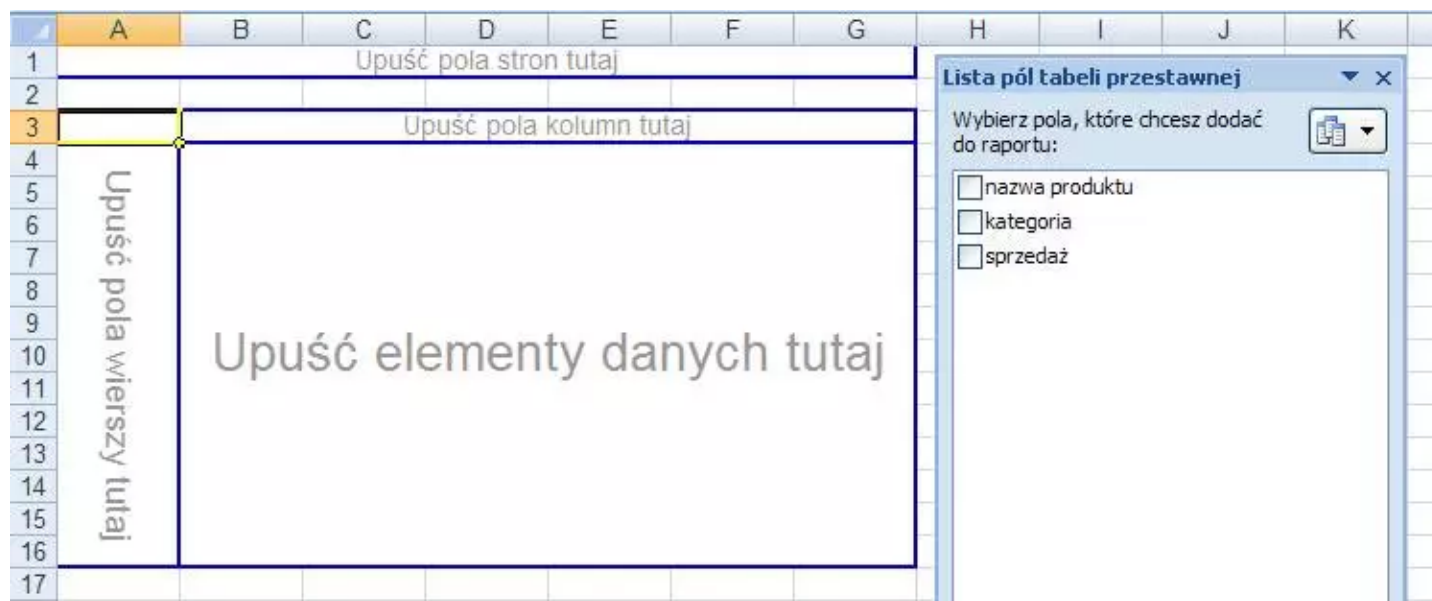 A B C D E F G H I J K
1 Upuść pola stron tutaj
2
3 Upuść pola kolumn tutaj
4
5
6
7
8
9
10
11
12
13
14
15
16
17
Upuść pola wierszy tutaj
Upuść elementy danych tutaj
Lista pól tabeli przestawnej
Wybierz pola, które chcesz dodać
do raportu:
nazwa produktu
kategoria
sprzedaż